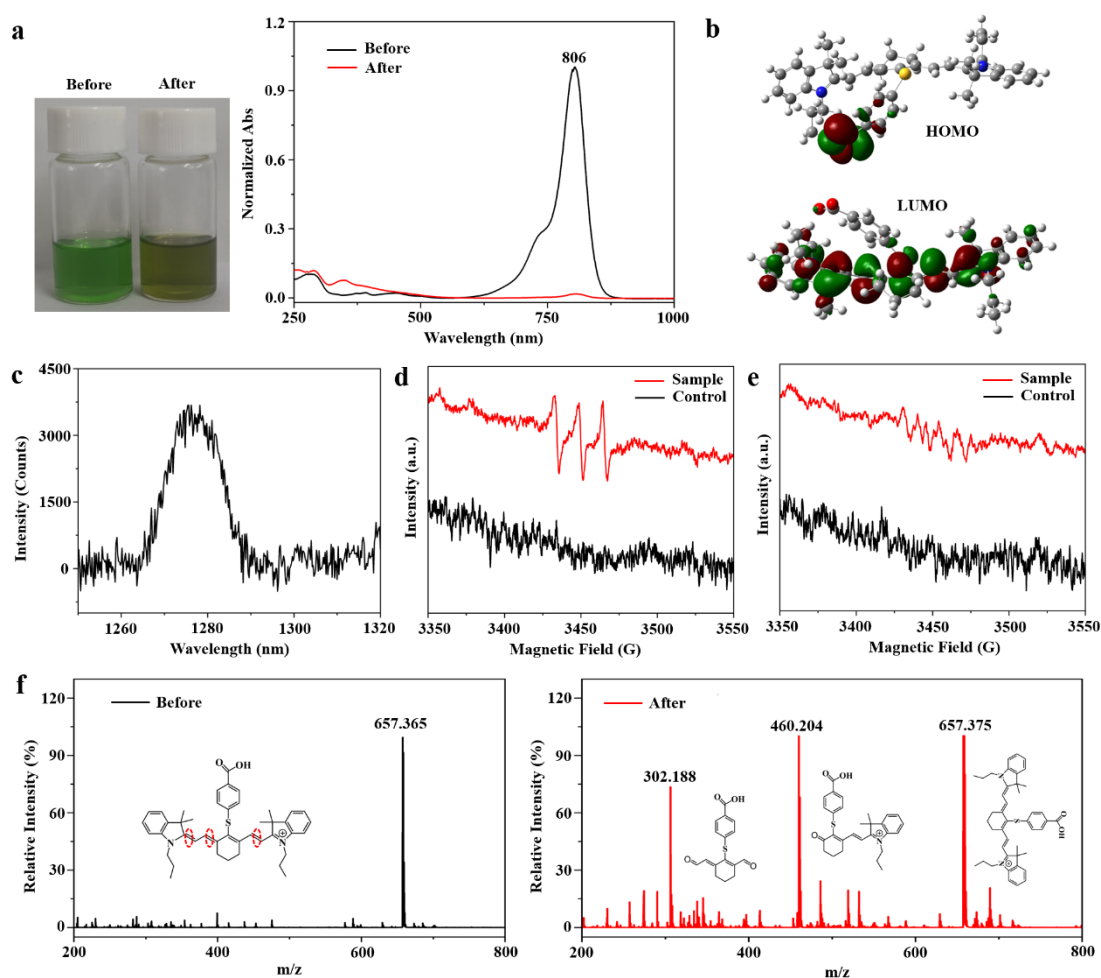 a
Before After
1.2
0.9
0.6
0.3
0.0
Normalized Abs
Before
After
806
250 500 750 1000
Wavelength (nm)
b
HOMO
LUMO
c
4500
3000
1500
0
Intensity (Counts)
1260 1280 1300 1320
Wavelength (nm)
d
Sample
Control
Intensity (a.u.)
3350 3400 3450 3500 3550
Magnetic Field (G)
e
Sample
Control
Intensity (a.u.)
3350 3400 3450 3500 3550
Magnetic Field (G)
f
120
90
60
30
0
Relative Intensity (%)
Before
657.365
O
OH
S
N
N
+
200 400 600 800
m/z
120
90
60
30
0
Relative Intensity (%)
After
302.188
460.204
657.375
O
OH
S
O
O
O
OH
S
O
N
+
N
S
O
HO
N
+
200 400 600 800
m/z